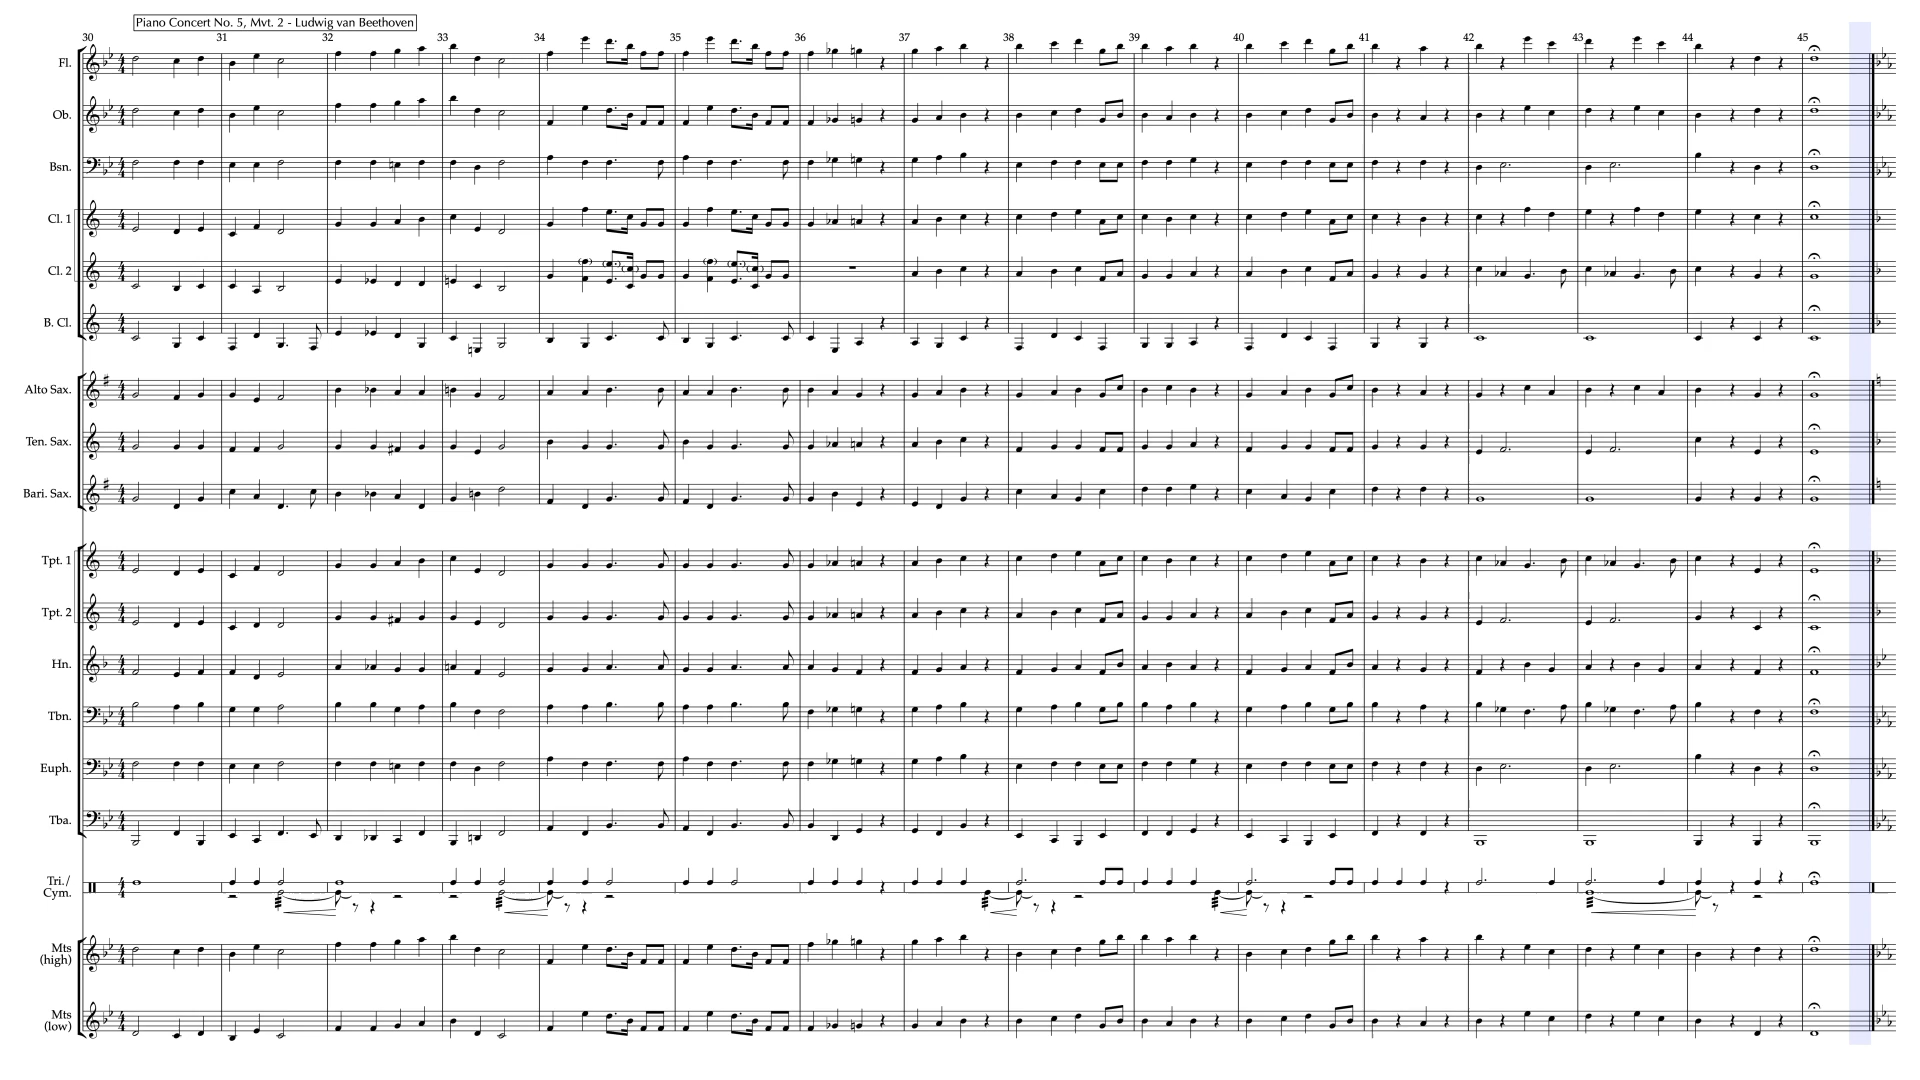 Piano Concert No. 5, Mvt. 2 - Ludwig van Beethoven
30 31 32 33 34 35 36 37 38 39 40 41 42 43 44 45
Fl.
Ob.
Bsn.
Cl. 1
Cl. 2
B. Cl.
Alto Sax.
Ten. Sax.
Bari. Sax.
Tpt. 1
Tpt. 2
Hn.
Tbn.
Euph.
Tba.
Tri./
Cym.
Mts
(high)
Mts
(low)